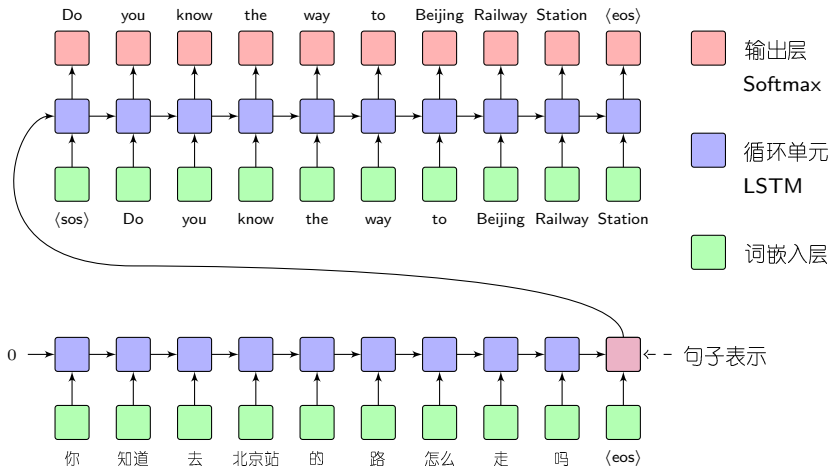 Do you know the way to Beijing Railway Station ⟨eos⟩
输出层
Softmax
循环单元
LSTM
⟨sos⟩ Do you know the way to Beijing Railway Station
词嵌入层
0
句子表示
你 知道 去 北京站 的 路 怎么 走 吗 ⟨eos⟩